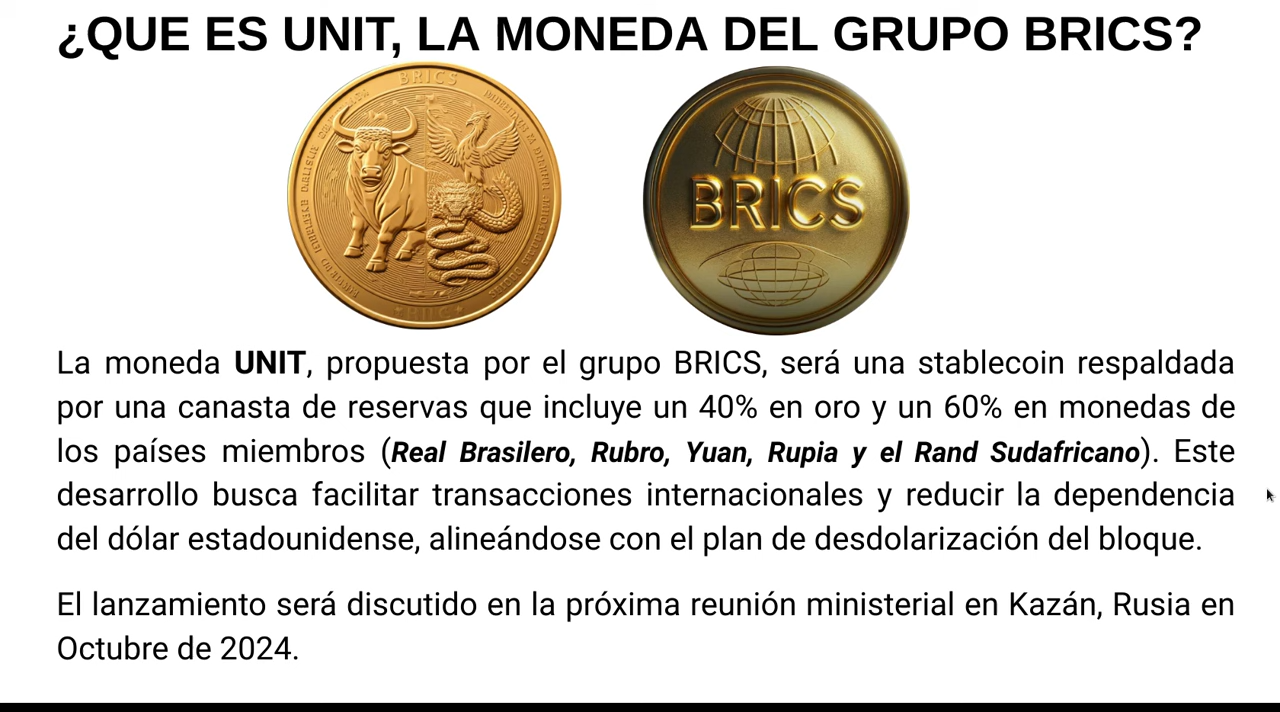 ¿QUE ES UNIT, LA MONEDA DEL GRUPO BRICS?
BRICS
BRICS
La moneda UNIT, propuesta por el grupo BRICS, será una stablecoin respaldada
por una canasta de reservas que incluye un 40% en oro y un 60% en monedas de
los países miembros (Real Brasilero, Rubro, Yuan, Rupia y el Rand Sudafricano). Este
desarrollo busca facilitar transacciones internacionales y reducir la dependencia
del dólar estadounidense, alineándose con el plan de desdolarización del bloque.
El lanzamiento será discutido en la próxima reunión ministerial en Kazán, Rusia en
Octubre de 2024.